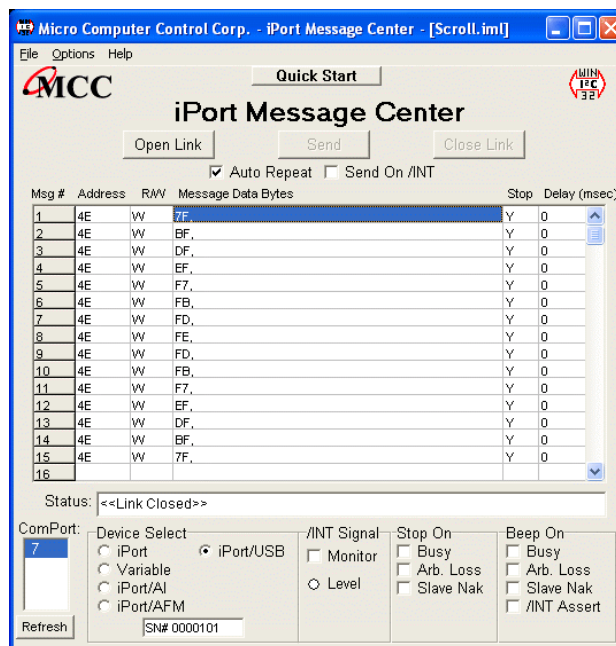 Micro Computer Control Corp. - iPort Message Center - [Scroll.iml]
File Options Help
MCC
Quick Start
WIN
I²C
32
iPort Message Center
Open Link Send Close Link
Auto Repeat Send On /INT
Msg # Address R/W Message Data Bytes Stop Delay (msec)
1 4E W 7F, Y 0
2 4E W BF, Y 0
3 4E W DF, Y 0
4 4E W EF, Y 0
5 4E W F7, Y 0
6 4E W FB, Y 0
7 4E W FD, Y 0
8 4E W FE, Y 0
9 4E W FD, Y 0
10 4E W FB, Y 0
11 4E W F7, Y 0
12 4E W EF, Y 0
13 4E W DF, Y 0
14 4E W BF, Y 0
15 4E W 7F, Y 0
16
Status: <<Link Closed>>
ComPort: Device Select /INT Signal Stop On Beep On
7 iPort iPort/USB Monitor Busy Busy
Variable Arb. Loss Arb. Loss
iPort/AI Level Slave Nak Slave Nak
iPort/AFM /INT Assert
Refresh SN# 0000101